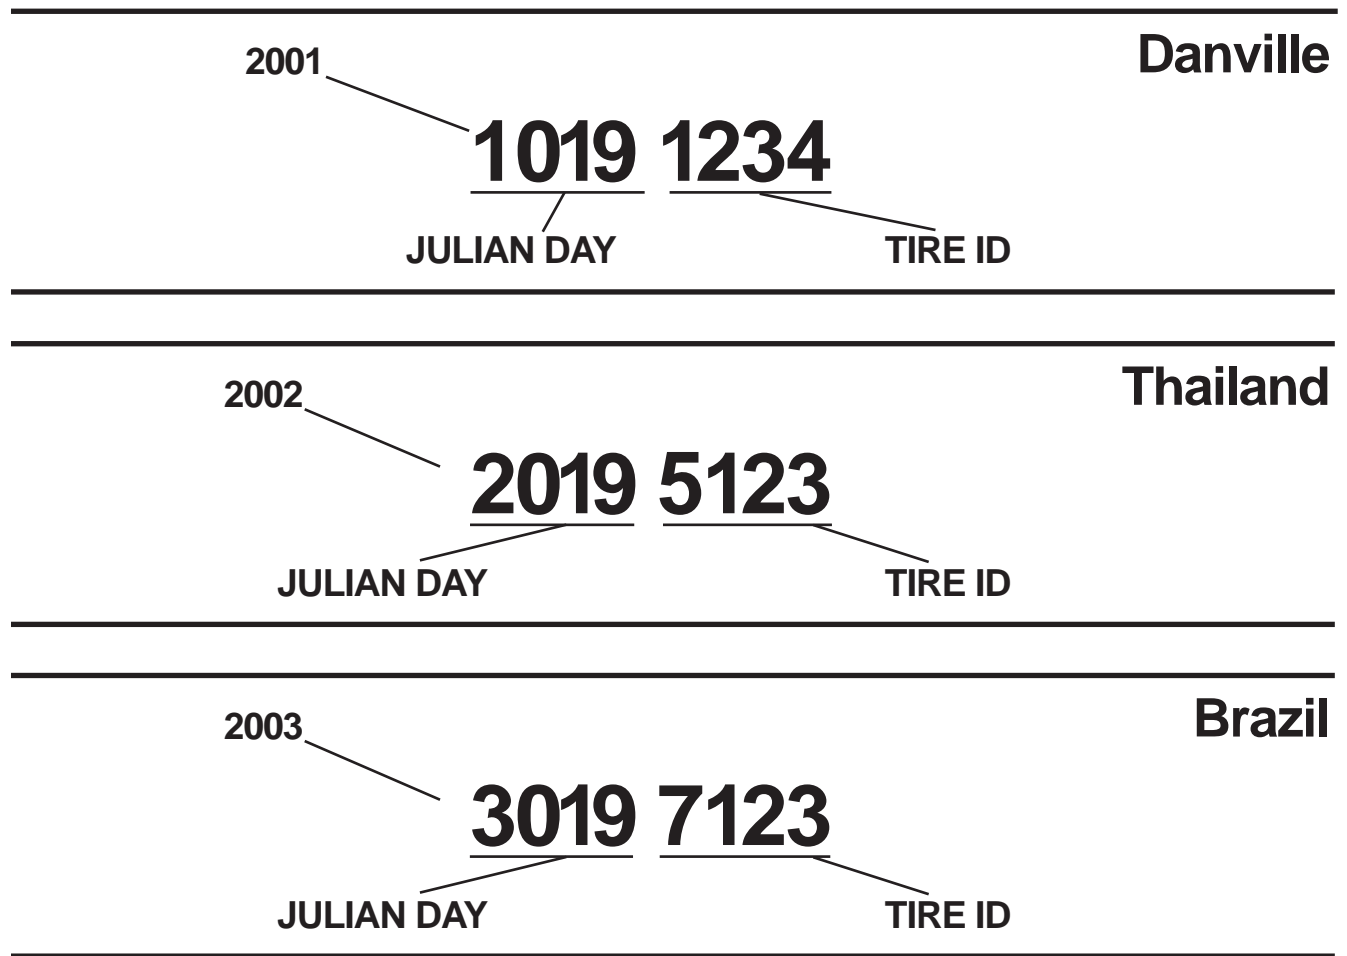 Danville
2001
1019 1234
JULIAN DAY TIRE ID
Thailand
2002
2019 5123
JULIAN DAY TIRE ID
Brazil
2003
3019 7123
JULIAN DAY TIRE ID